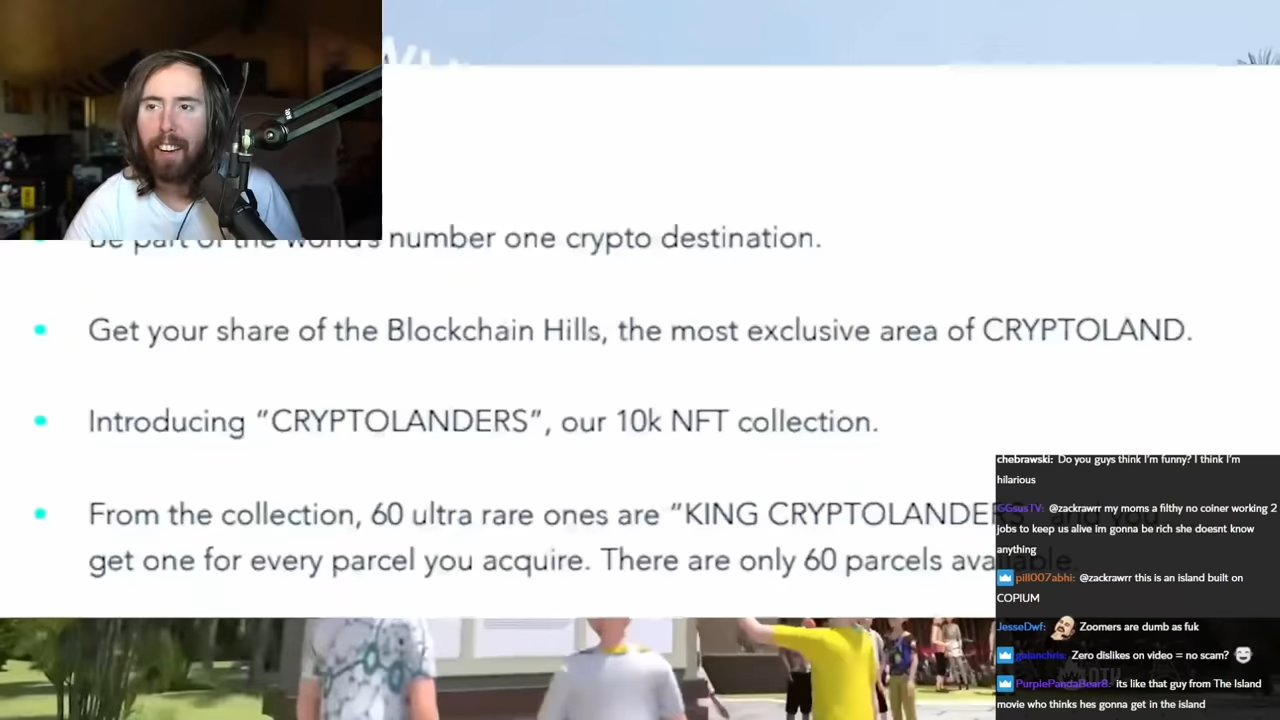 Be part of the world's number one crypto destination.
Get your share of the Blockchain Hills, the most exclusive area of CRYPTOLAND.
Introducing “CRYPTOLANDERS”, our 10k NFT collection.
From the collection, 60 ultra rare ones are “KING CRYPTOLANDERS” and you
get one for every parcel you acquire. There are only 60 parcels available.
chebrawski: Do you guys think I'm funny? I think I'm
hilarious
GGsusTV: @zackrawrr my moms a filthy no coiner working 2
jobs to keep us alive im gonna be rich she doesnt know
anything
pill007abhi: @zackrawrr this is an island built on
COPIUM
JesseDwf: Zoomers are dumb as fuk
galanchris: Zero dislikes on video = no scam?
PurplePandaBear8: its like that guy from The Island
movie who thinks hes gonna get in the island